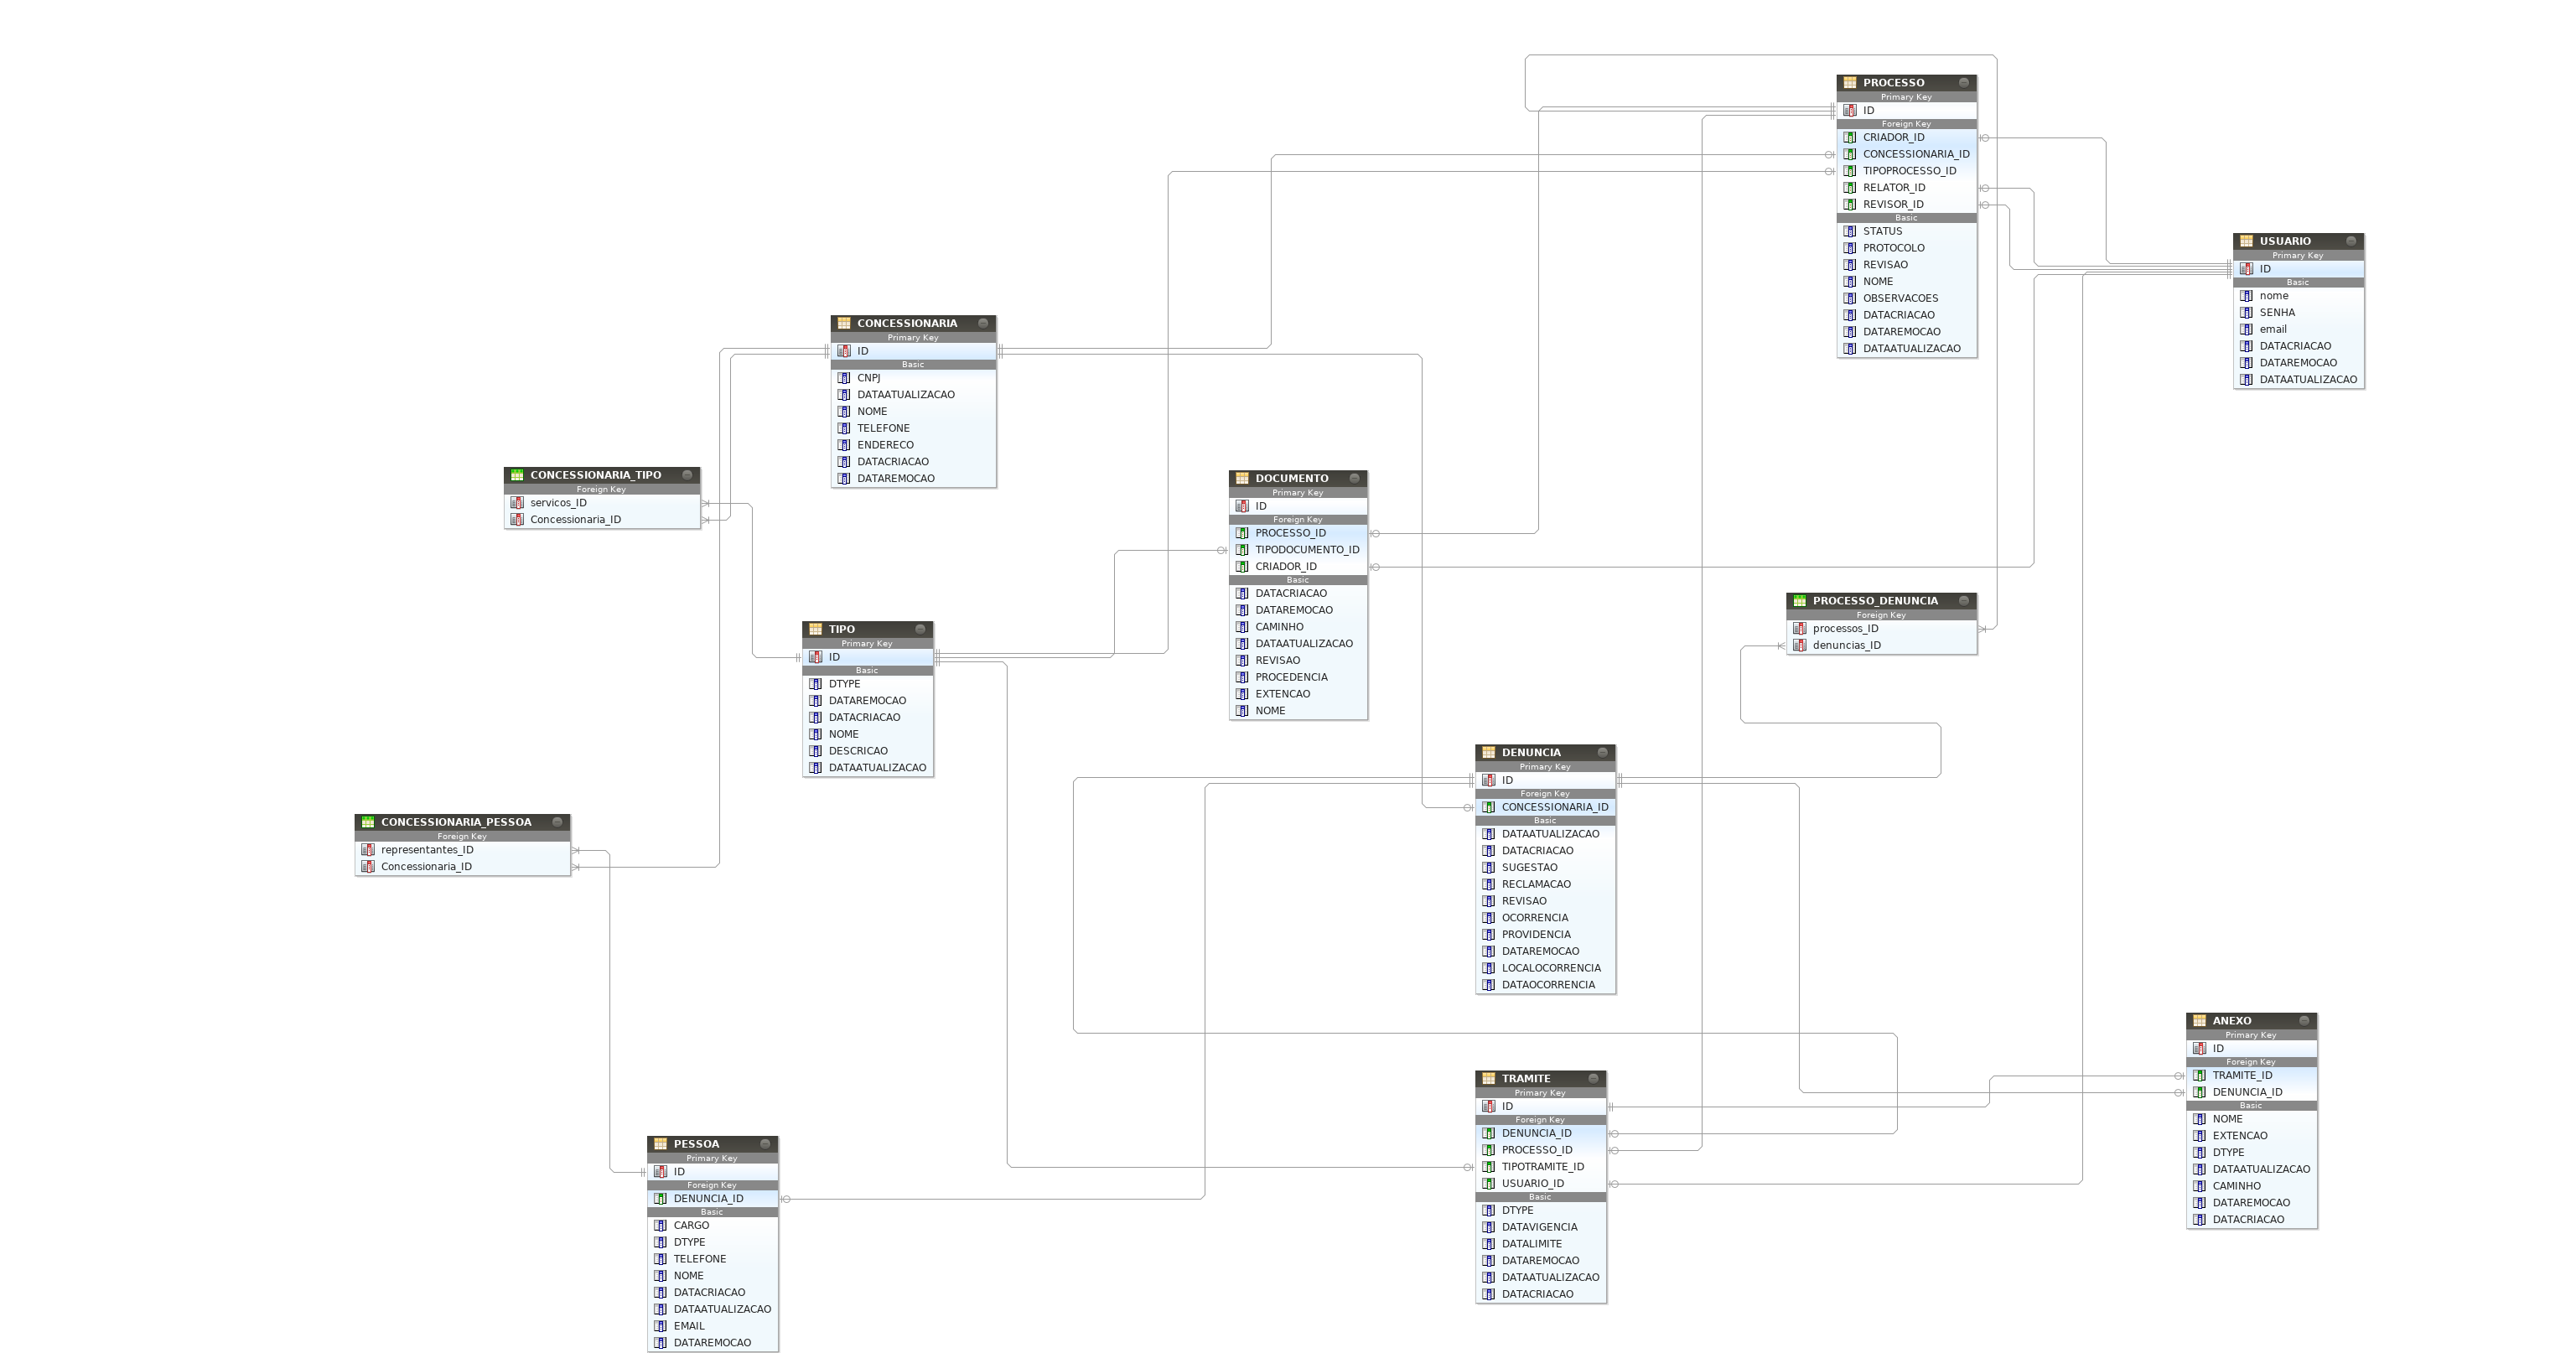 PROCESSO
Primary Key
ID
Foreign Key
CRIADOR_ID
CONCESSIONARIA_ID
TIPOPROCESSO_ID
RELATOR_ID
REVISOR_ID
Basic
STATUS
PROTOCOLO
REVISAO
NOME
OBSERVACOES
DATACRIACAO
DATAREMOCAO
DATAATUALIZACAO
USUARIO
Primary Key
ID
Basic
nome
SENHA
email
DATACRIACAO
DATAREMOCAO
DATAATUALIZACAO
CONCESSIONARIA
Primary Key
ID
Basic
CNPJ
DATAATUALIZACAO
NOME
TELEFONE
ENDERECO
DATACRIACAO
DATAREMOCAO
CONCESSIONARIA_TIPO
Foreign Key
servicos_ID
Concessionaria_ID
DOCUMENTO
Primary Key
ID
Foreign Key
PROCESSO_ID
TIPODOCUMENTO_ID
CRIADOR_ID
Basic
DATACRIACAO
DATAREMOCAO
CAMINHO
DATAATUALIZACAO
REVISAO
PROCEDENCIA
EXTENCAO
NOME
PROCESSO_DENUNCIA
Foreign Key
processos_ID
denuncias_ID
TIPO
Primary Key
ID
Basic
DTYPE
DATAREMOCAO
DATACRIACAO
NOME
DESCRICAO
DATAATUALIZACAO
DENUNCIA
Primary Key
ID
Foreign Key
CONCESSIONARIA_ID
Basic
DATAATUALIZACAO
DATACRIACAO
SUGESTAO
RECLAMACAO
REVISAO
OCORRENCIA
PROVIDENCIA
DATAREMOCAO
LOCALOCORRENCIA
DATAOCORRENCIA
CONCESSIONARIA_PESSOA
Foreign Key
representantes_ID
Concessionaria_ID
ANEXO
Primary Key
ID
Foreign Key
TRAMITE_ID
DENUNCIA_ID
Basic
NOME
EXTENCAO
DTYPE
DATAATUALIZACAO
CAMINHO
DATAREMOCAO
DATACRIACAO
TRAMITE
Primary Key
ID
Foreign Key
DENUNCIA_ID
PROCESSO_ID
TIPOTRAMITE_ID
USUARIO_ID
Basic
DTYPE
DATAVIGENCIA
DATALIMITE
DATAREMOCAO
DATAATUALIZACAO
DATACRIACAO
PESSOA
Primary Key
ID
Foreign Key
DENUNCIA_ID
Basic
CARGO
DTYPE
TELEFONE
NOME
DATACRIACAO
DATAATUALIZACAO
EMAIL
DATAREMOCAO